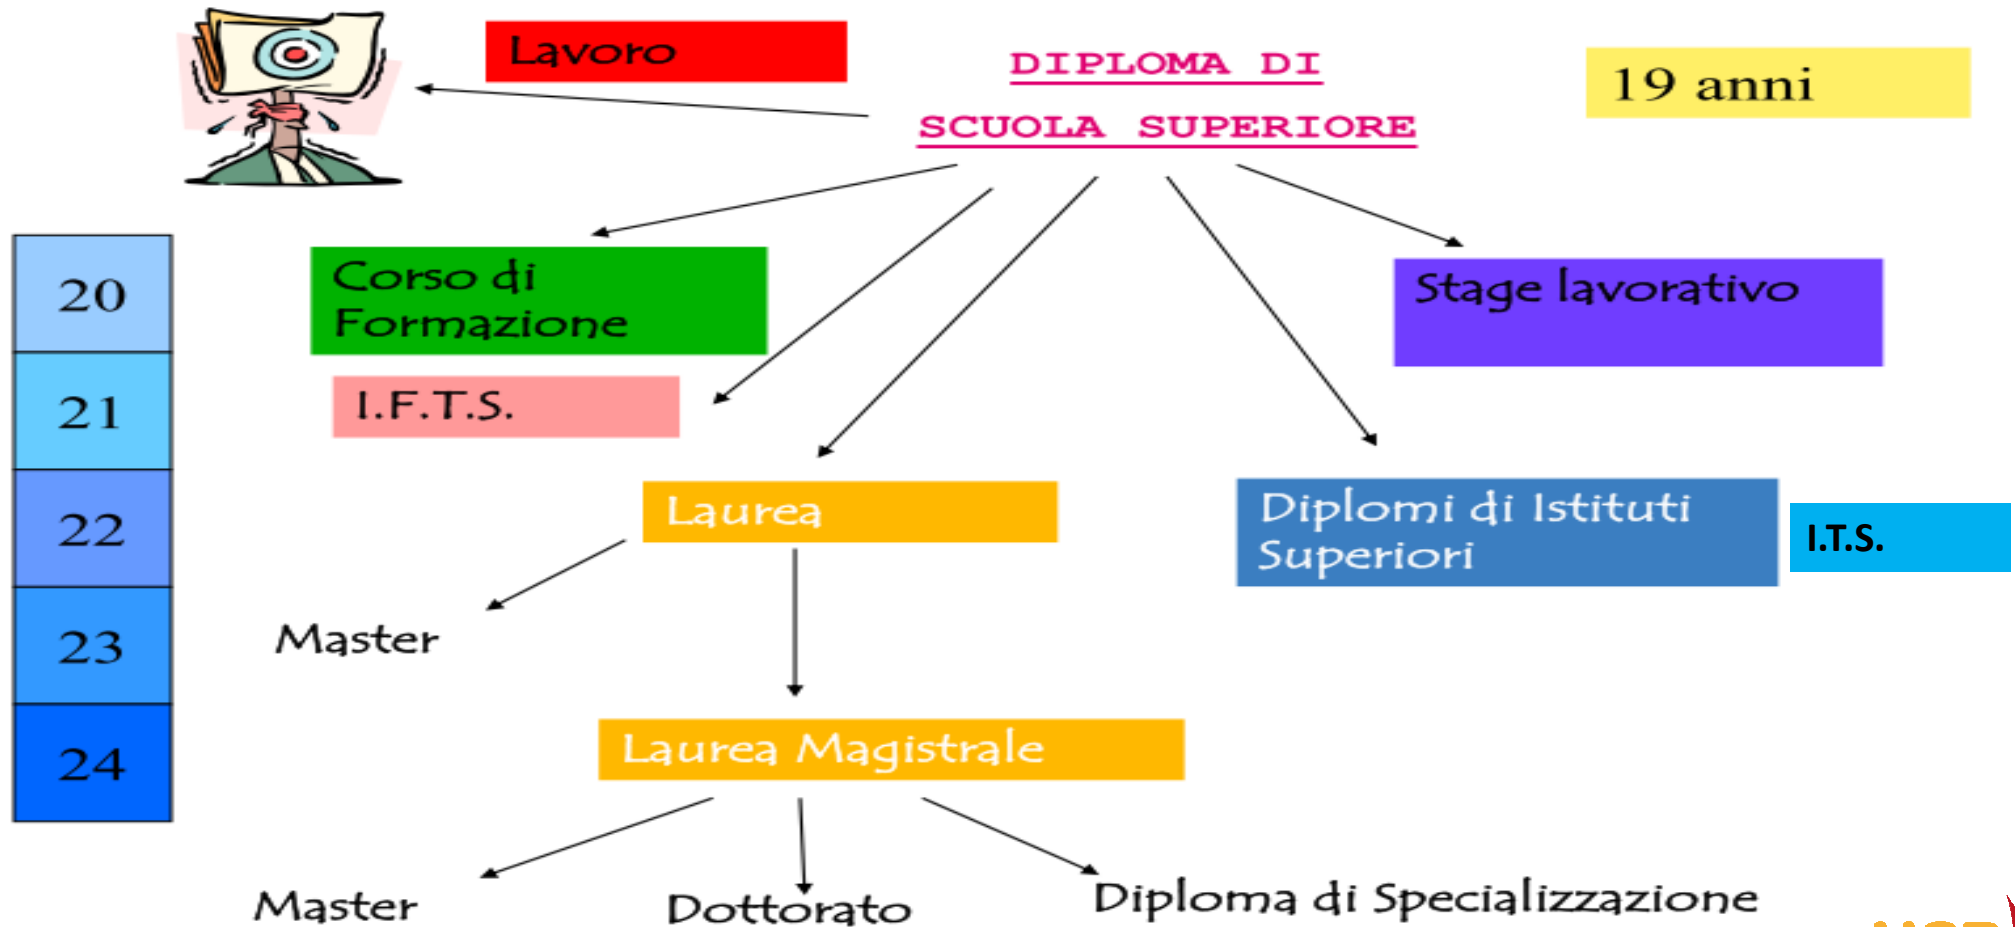 Lavoro
DIPLOMA DI
SCUOLA SUPERIORE
19 anni
20
21
22
23
24
Corso di
Formazione
I.F.T.S.
Stage lavorativo
Laurea
Diplomi di Istituti
Superiori
I.T.S.
Master
Laurea Magistrale
Master
Dottorato
Diploma di Specializzazione